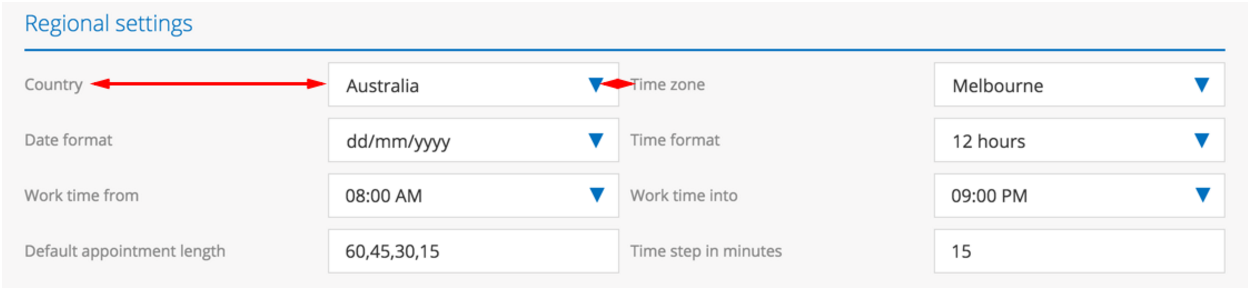 Regional settings
Country Australia Time zone Melbourne
Date format dd/mm/yyyy Time format 12 hours
Work time from 08:00 AM Work time into 09:00 PM
Default appointment length 60,45,30,15 Time step in minutes 15